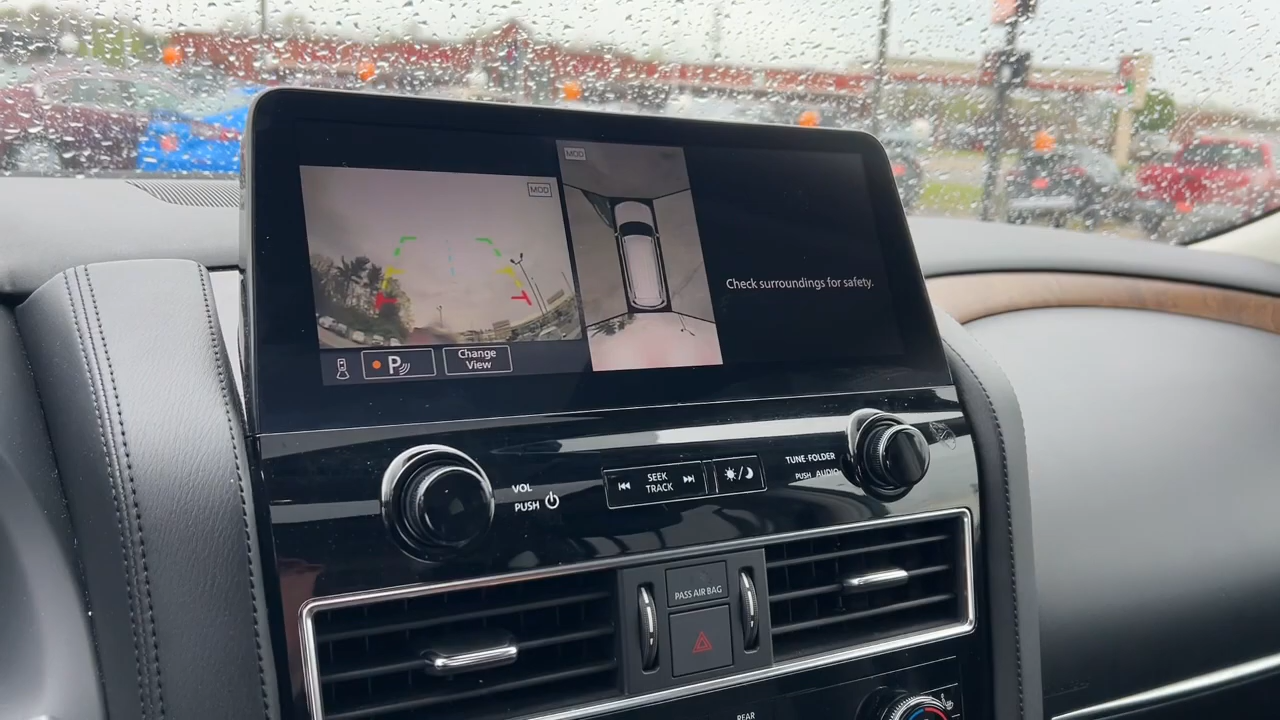 MOD
MOD
Check surroundings for safety.
P
Change
View
VOL
PUSH
SEEK
TRACK
TUNE·FOLDER
PUSH AUDIO
PASS AIR BAG
REAR